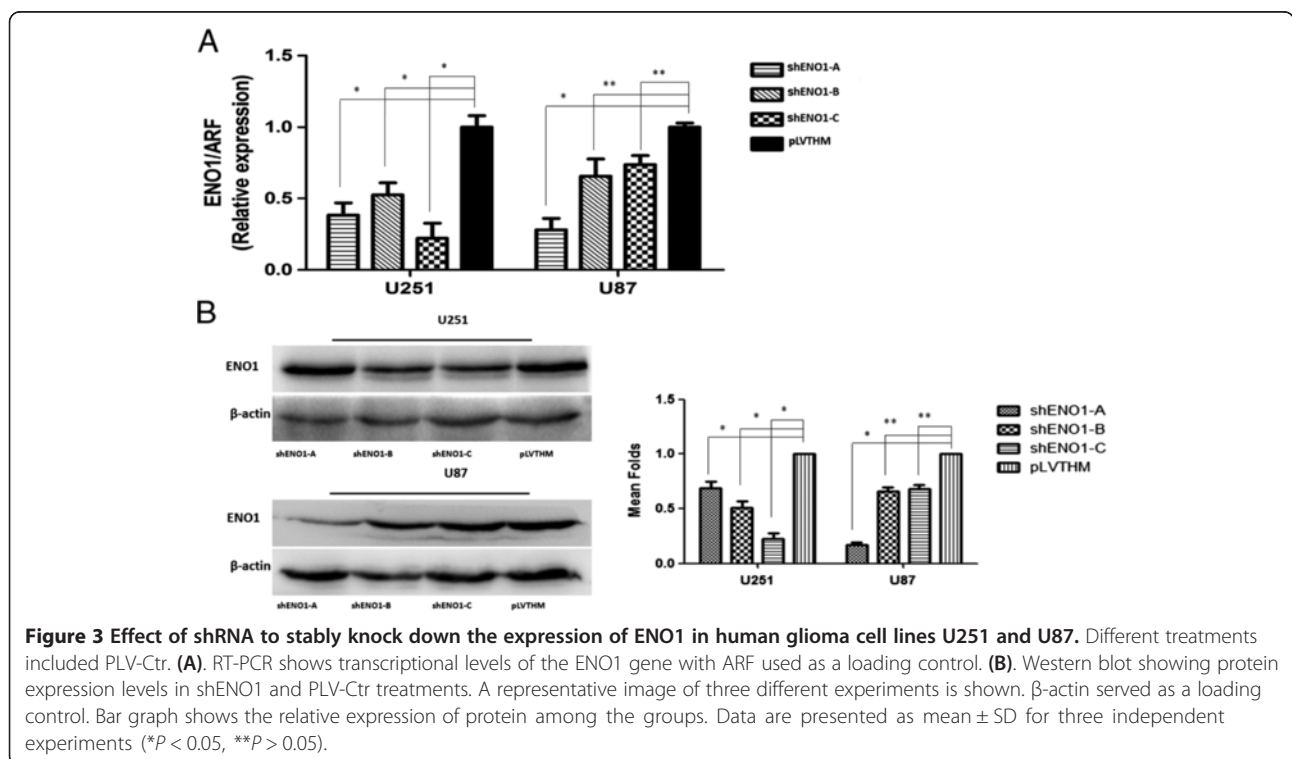 A
1.5
1.0
0.5
0.0
ENO1/ARF
(Relative expression)
* * * * ** **
U251 U87
shENO1-A
shENO1-B
shENO1-C
pLVTHM
B
U251
ENO1
β-actin
shENO1-A shENO1-B shENO1-C pLVTHM
U87
ENO1
β-actin
shENO1-A shENO1-B shENO1-C pLVTHM
1.5
1.0
0.5
0.0
Mean Folds
* * * * ** **
U251 U87
shENO1-A
shENO1-B
shENO1-C
pLVTHM
Figure 3 Effect of shRNA to stably knock down the expression of ENO1 in human glioma cell lines U251 and U87. Different treatments
included PLV-Ctr. (A). RT-PCR shows transcriptional levels of the ENO1 gene with ARF used as a loading control. (B). Western blot showing protein
expression levels in shENO1 and PLV-Ctr treatments. A representative image of three different experiments is shown. β-actin served as a loading
control. Bar graph shows the relative expression of protein among the groups. Data are presented as mean ± SD for three independent
experiments (*P < 0.05, **P > 0.05).